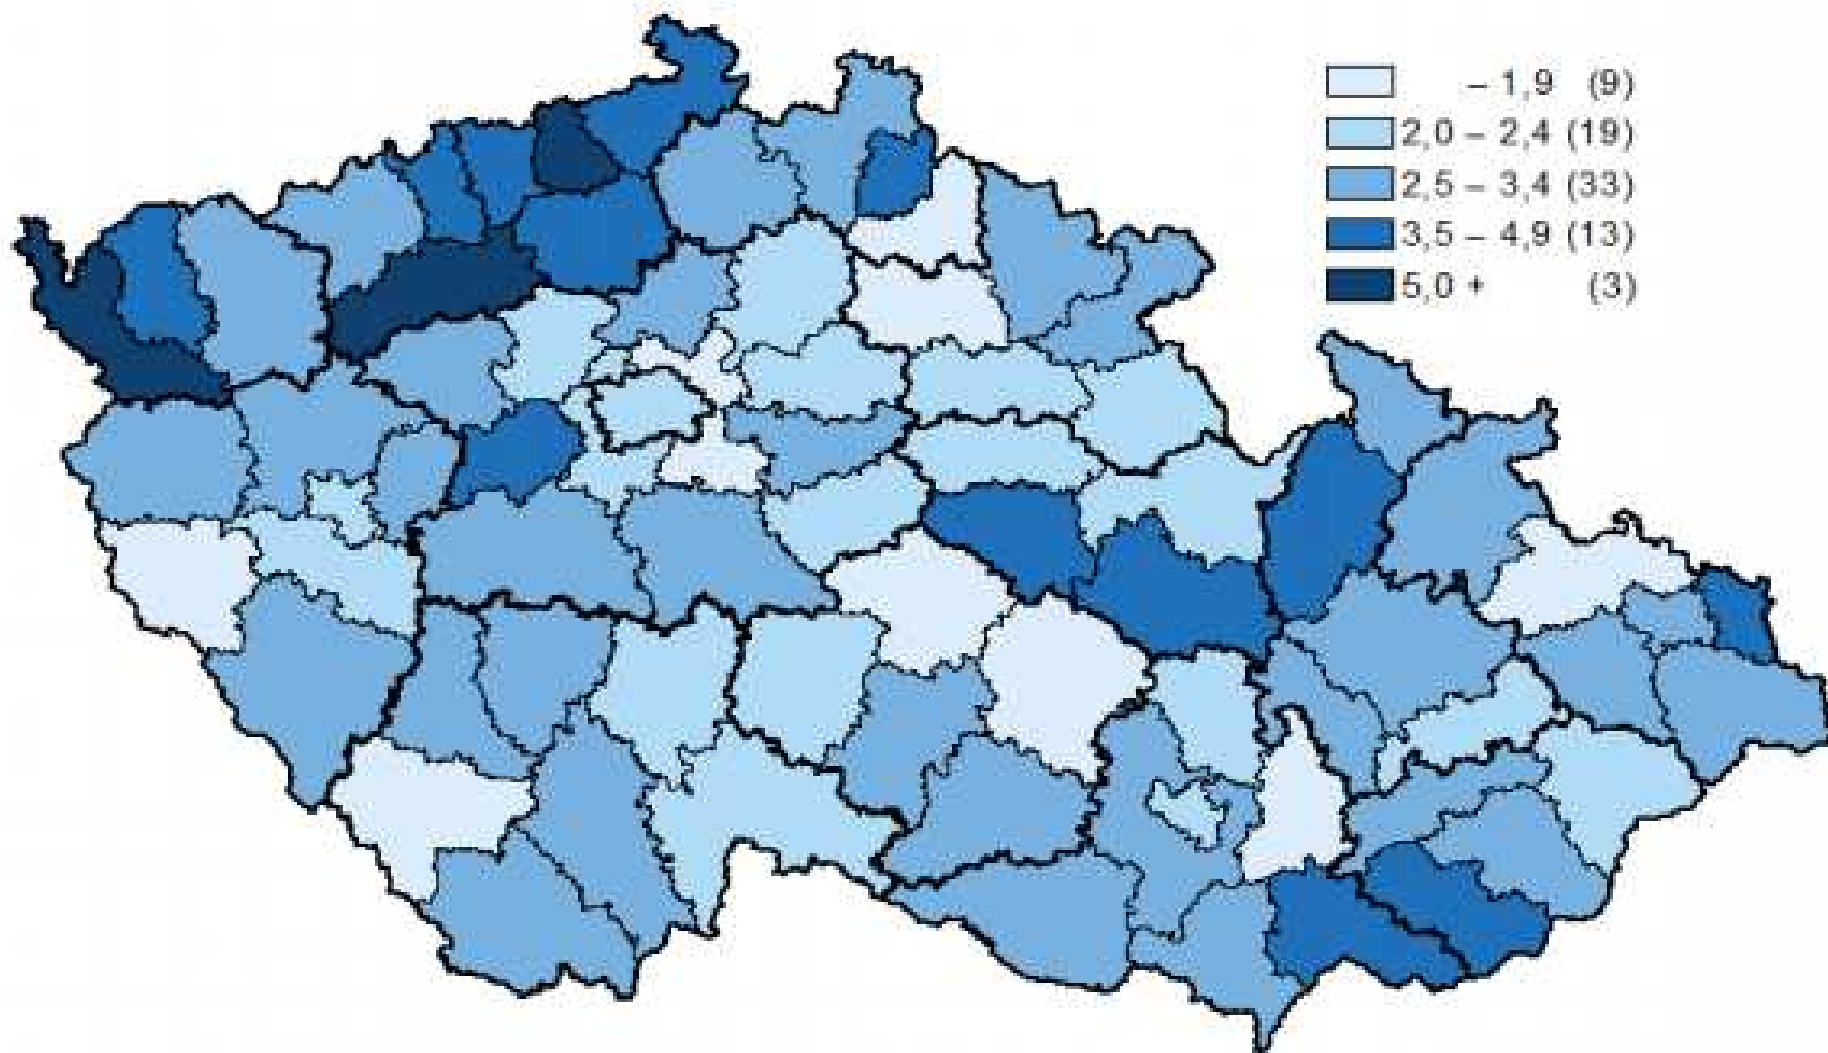 – 1,9 (9)
2,0 – 2,4 (19)
2,5 – 3,4 (33)
3,5 – 4,9 (13)
5,0 + (3)